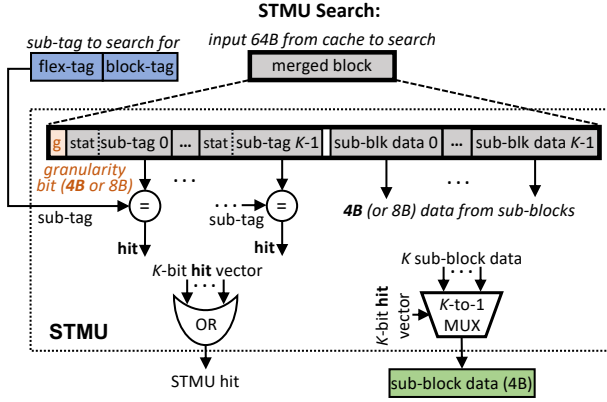 STMU Search:
sub-tag to search for
input 64B from cache to search
flex-tag block-tag
merged block
g stat sub-tag 0 ... stat sub-tag K-1 sub-blk data 0 ... sub-blk data K-1
granularity
bit (4B or 8B)
...
sub-tag
=
... sub-tag
=
4B (or 8B) data from sub-blocks
hit
hit
K-bit hit vector
...
OR
K sub-block data
...
K-bit hit
vector
K-to-1
MUX
STMU
STMU hit
sub-block data (4B)